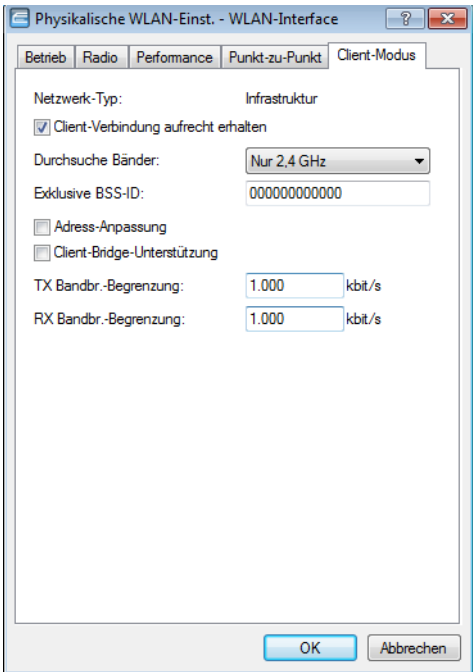 Physikalische WLAN-Einst. - WLAN-Interface
Betrieb Radio Performance Punkt-zu-Punkt Client-Modus
Netzwerk-Typ: Infrastruktur
Client-Verbindung aufrecht erhalten
Durchsuche Bänder: Nur 2,4 GHz
Exklusive BSS-ID: 000000000000
Adress-Anpassung
Client-Bridge-Unterstützung
TX Bandbr.-Begrenzung: 1.000 kbit/s
RX Bandbr.-Begrenzung: 1.000 kbit/s
OK Abbrechen